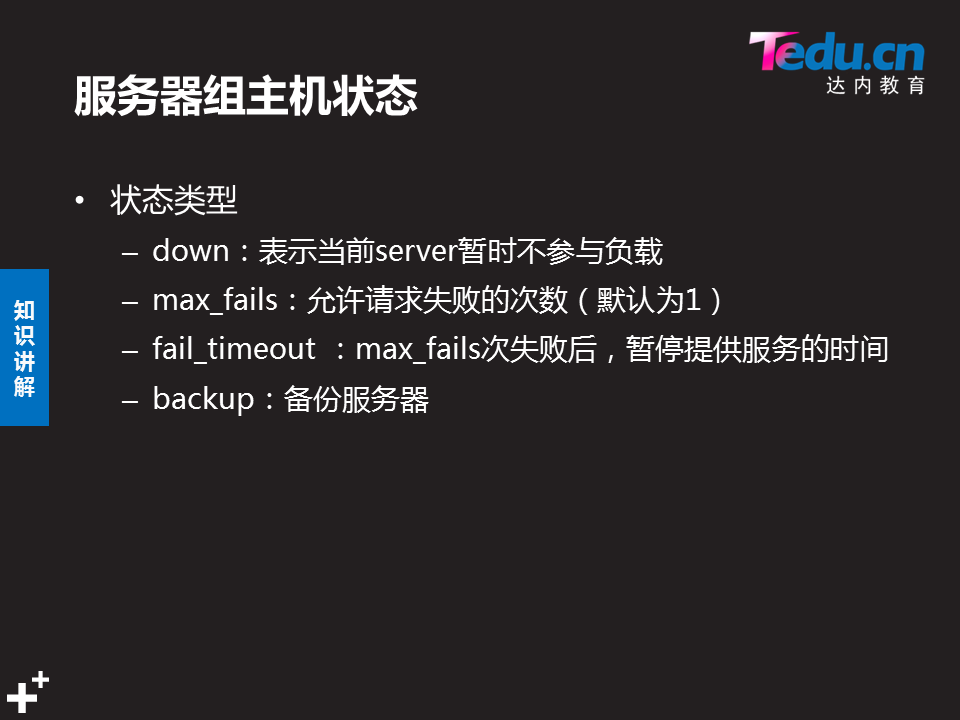 Tedu.cn
达内教育
服务器组主机状态
• 状态类型
– down：表示当前server暂时不参与负载
– max_fails：允许请求失败的次数（默认为1）
– fail_timeout ：max_fails次失败后，暂停提供服务的时间
– backup：备份服务器
知
识
讲
解